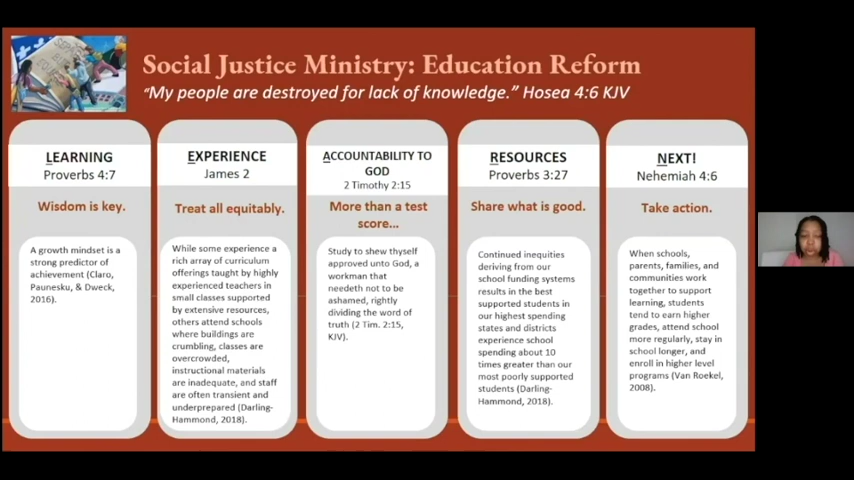 Social Justice Ministry: Education Reform
"My people are destroyed for lack of knowledge." Hosea 4:6 KJV
LEARNING
Proverbs 4:7
Wisdom is key.
A growth mindset is a
strong predictor of
achievement (Claro,
Paunesku, & Dweck,
2016).
EXPERIENCE
James 2
Treat all equitably.
While some experience a
rich array of curriculum
offerings taught by highly
experienced teachers in
small classes supported
by extensive resources,
others attend schools
where buildings are
crumbling, classes are
overcrowded,
instructional materials
are inadequate, and staff
are often transient and
underprepared (Darling-
Hammond, 2018).
ACCOUNTABILITY TO
GOD
2 Timothy 2:15
More than a test
score...
Study to shew thyself
approved unto God, a
workman that
needeth not to be
ashamed, rightly
dividing the word of
truth (2 Tim. 2:15,
KJV).
RESOURCES
Proverbs 3:27
Share what is good.
Continued inequities
deriving from our
school funding systems
results in the best
supported students in
our highest spending
states and districts
experience school
spending about 10
times greater than our
most poorly supported
students (Darling-
Hammond, 2018).
NEXT!
Nehemiah 4:6
Take action.
When schools,
parents, families, and
communities work
together to support
learning, students
tend to earn higher
grades, attend school
more regularly, stay in
school longer, and
enroll in higher level
programs (Van Roekel,
2008).